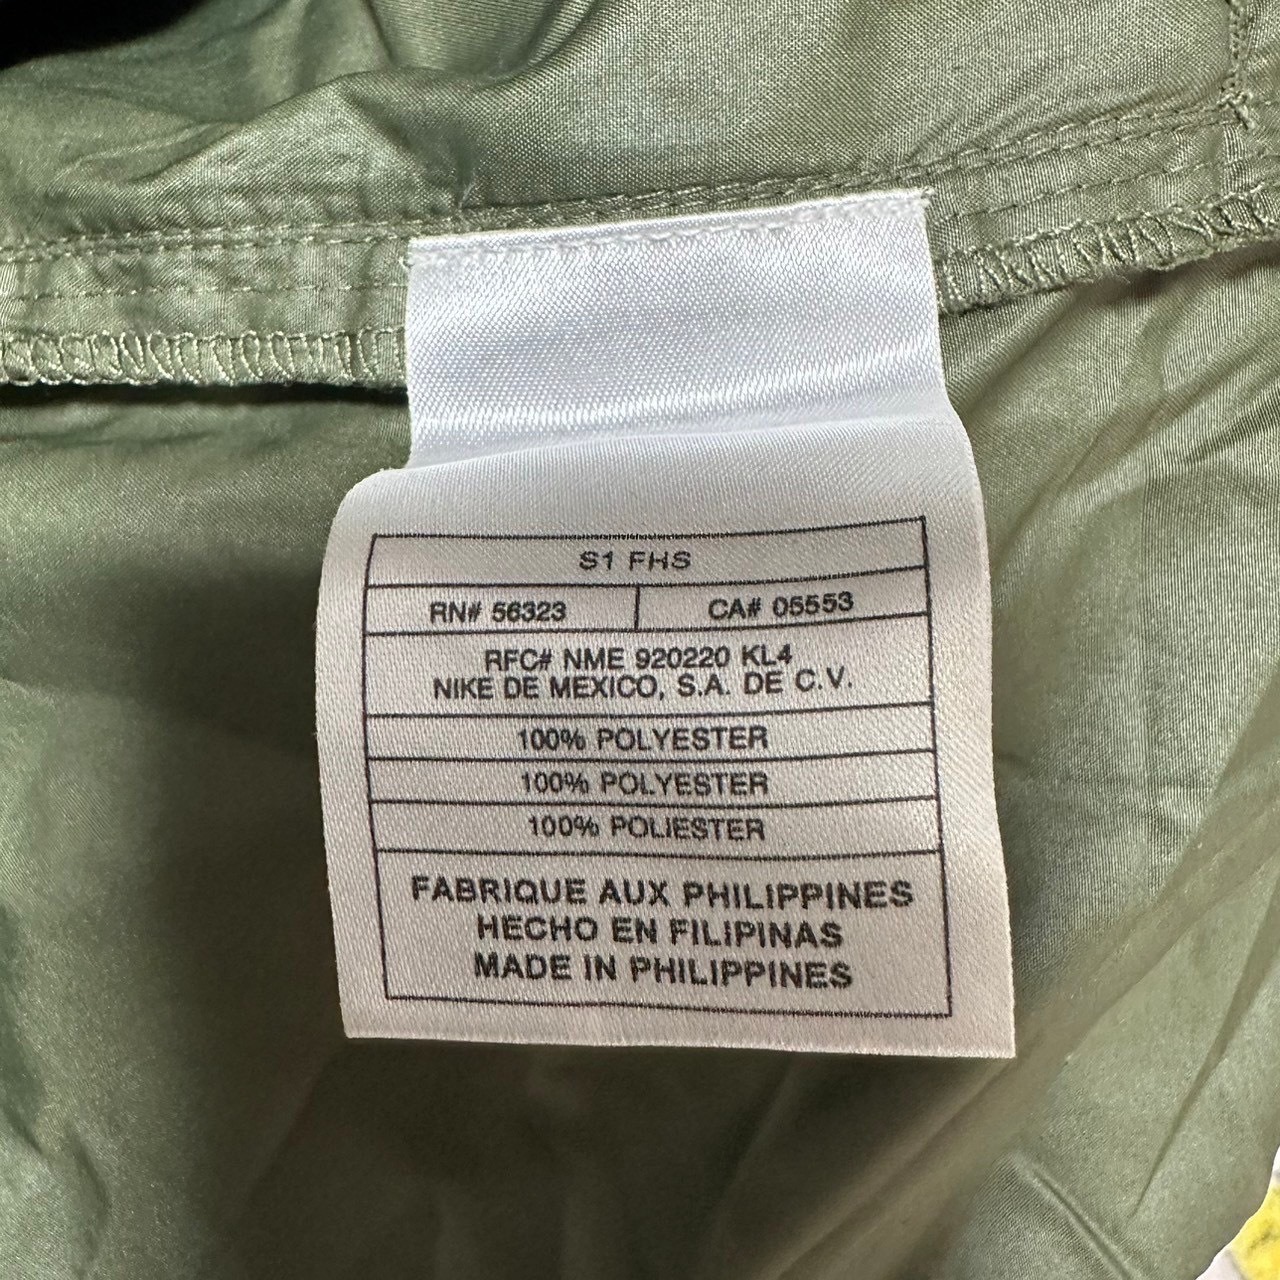 S1 FHS
RN# 56323 CA# 05553
RFC# NME 920220 KL4
NIKE DE MEXICO, S.A. DE C.V.
100% POLYESTER
100% POLYESTER
100% POLIESTER
FABRIQUE AUX PHILIPPINES
HECHO EN FILIPINAS
MADE IN PHILIPPINES